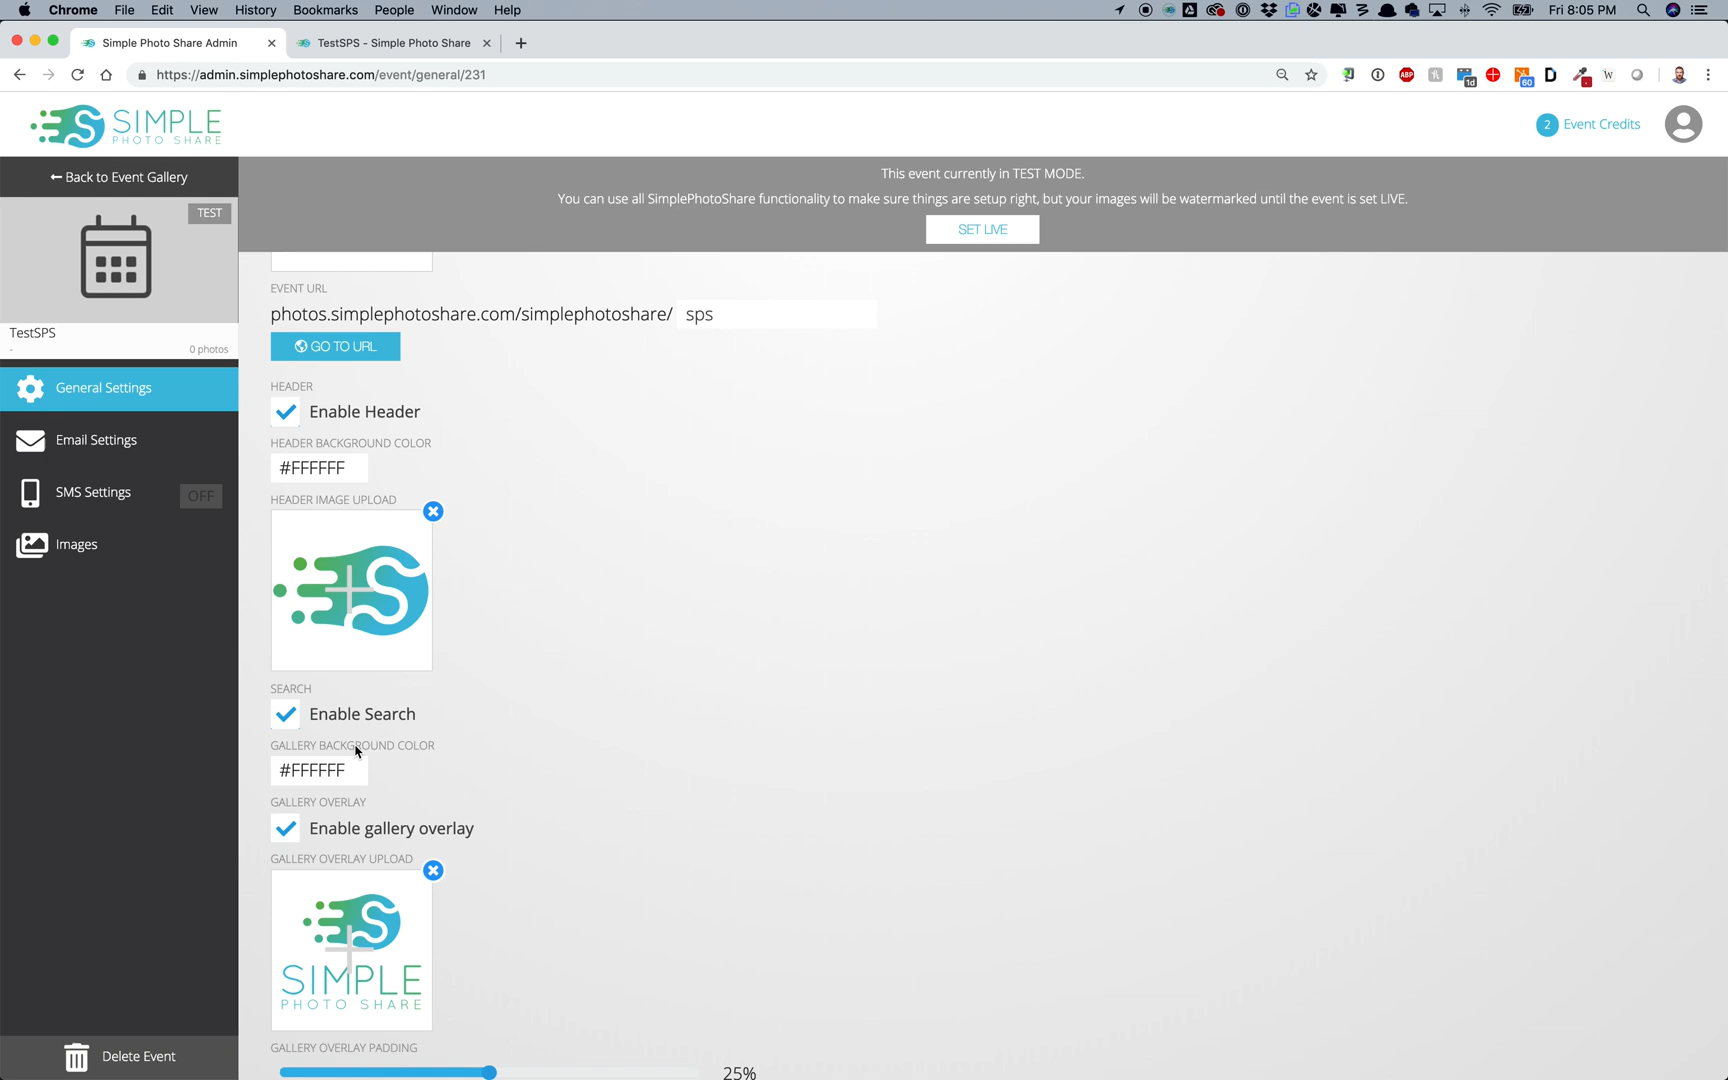 Chrome File Edit View History Bookmarks People Window Help
Fri 8:05 PM
Simple Photo Share Admin
TestSPS - Simple Photo Share
https://admin.simplephotoshare.com/event/general/231
ABP
1d
60
D
W
SIMPLE
PHOTO SHARE
2 Event Credits
Back to Event Gallery
This event currently in TEST MODE.
You can use all SimplePhotoShare functionality to make sure things are setup right, but your images will be watermarked until the event is set LIVE.
SET LIVE
TEST
TestSPS
-
0 photos
General Settings
Email Settings
SMS Settings
OFF
Images
Delete Event
EVENT URL
photos.simplephotoshare.com/simplephotoshare/ sps
GO TO URL
HEADER
Enable Header
HEADER BACKGROUND COLOR
#FFFFFF
HEADER IMAGE UPLOAD
S
SEARCH
Enable Search
GALLERY BACKGROUND COLOR
#FFFFFF
GALLERY OVERLAY
Enable gallery overlay
GALLERY OVERLAY UPLOAD
S
SIMPLE
PHOTO SHARE
GALLERY OVERLAY PADDING
25%